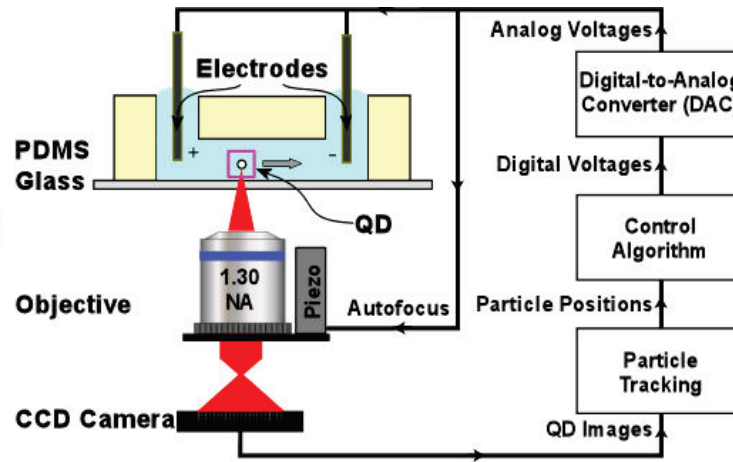 Analog Voltages
Electrodes
Digital-to-Analog
Converter (DAC)
PDMS
+
-
Digital Voltages
Glass
QD
Control
Algorithm
1.30
NA
Piezo
Objective
Autofocus
Particle Positions
Particle
Tracking
CCD Camera
QD Images